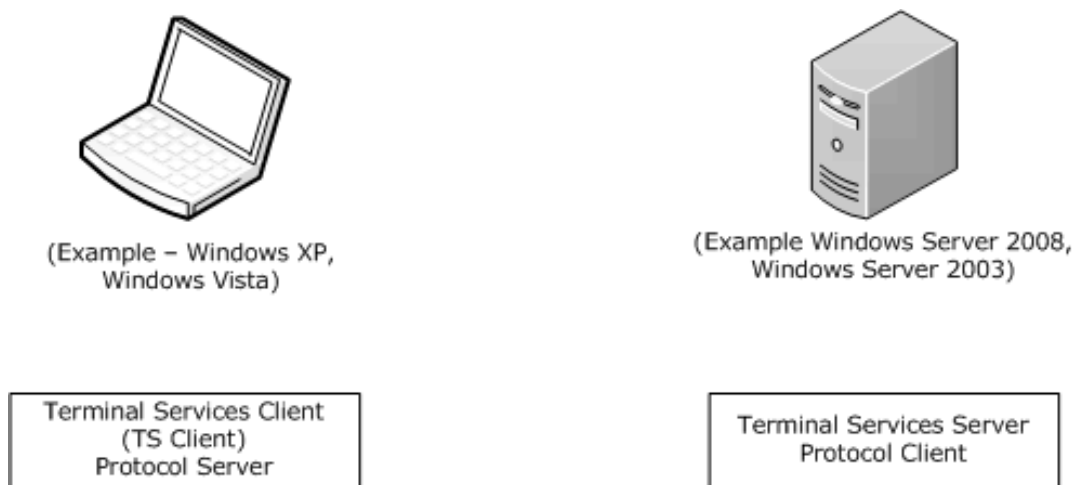 (Example – Windows XP,
Windows Vista)
(Example Windows Server 2008,
Windows Server 2003)
Terminal Services Client
(TS Client)
Protocol Server
Terminal Services Server
Protocol Client